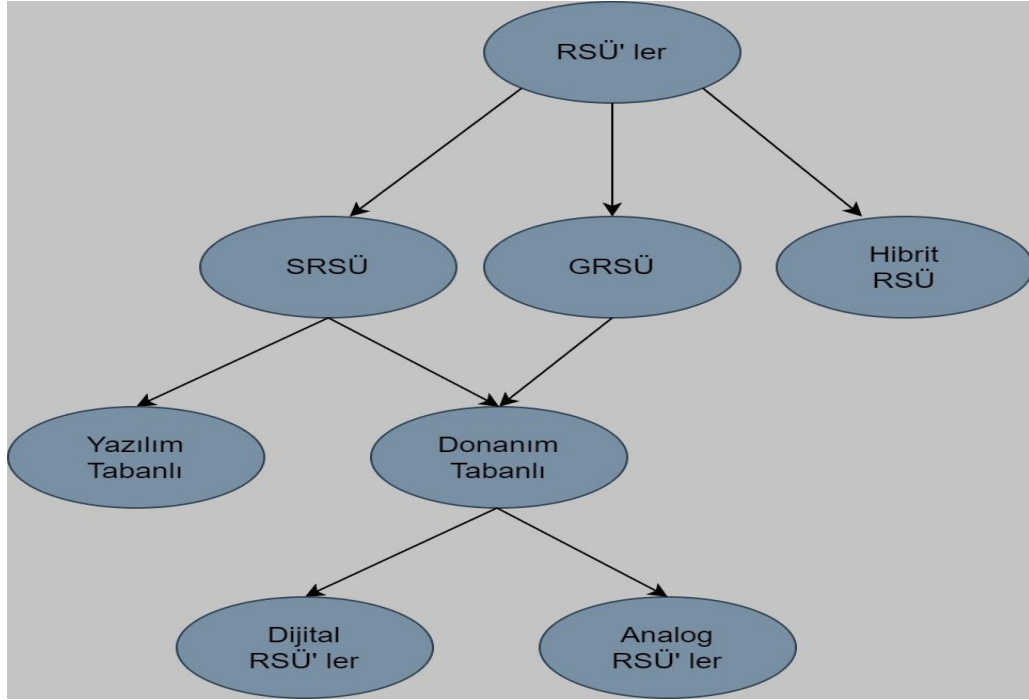 RSÜ' ler
SRSÜ
GRSÜ
Hibrit
RSÜ
Yazılım
Tabanlı
Donanım
Tabanlı
Dijital
RSÜ' ler
Analog
RSÜ' ler